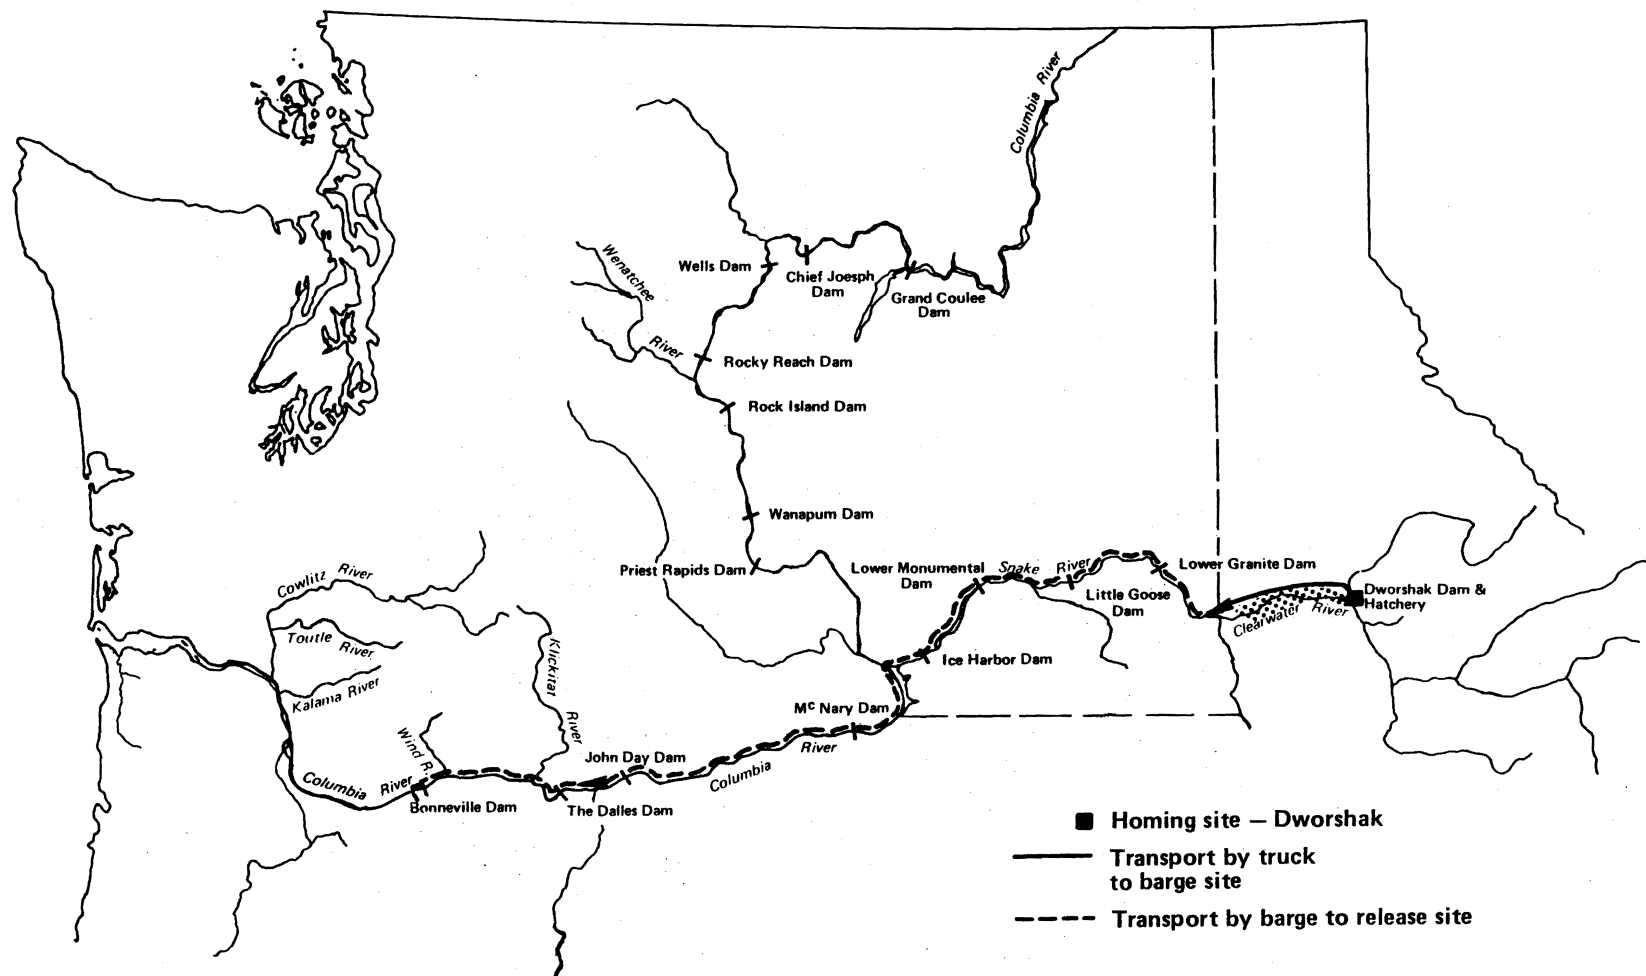 Columbia River
Wenatchee
River
Wells Dam
Chief Joesph
Dam
Grand Coulee
Dam
Rocky Reach Dam
Rock Island Dam
Wanapum Dam
Priest Rapids Dam
Lower Monumental
Dam
Snake River
Lower Granite Dam
Little Goose
Dam
Dworshak Dam &
Hatchery
Clearwater River
Cowlitz River
Toutle
River
Kalama River
Klickitat
River
Ice Harbor Dam
Mc Nary Dam
Wind R.
John Day Dam
Columbia River
Columbia River
Bonneville Dam
The Dalles Dam
Homing site – Dworshak
Transport by truck
to barge site
Transport by barge to release site